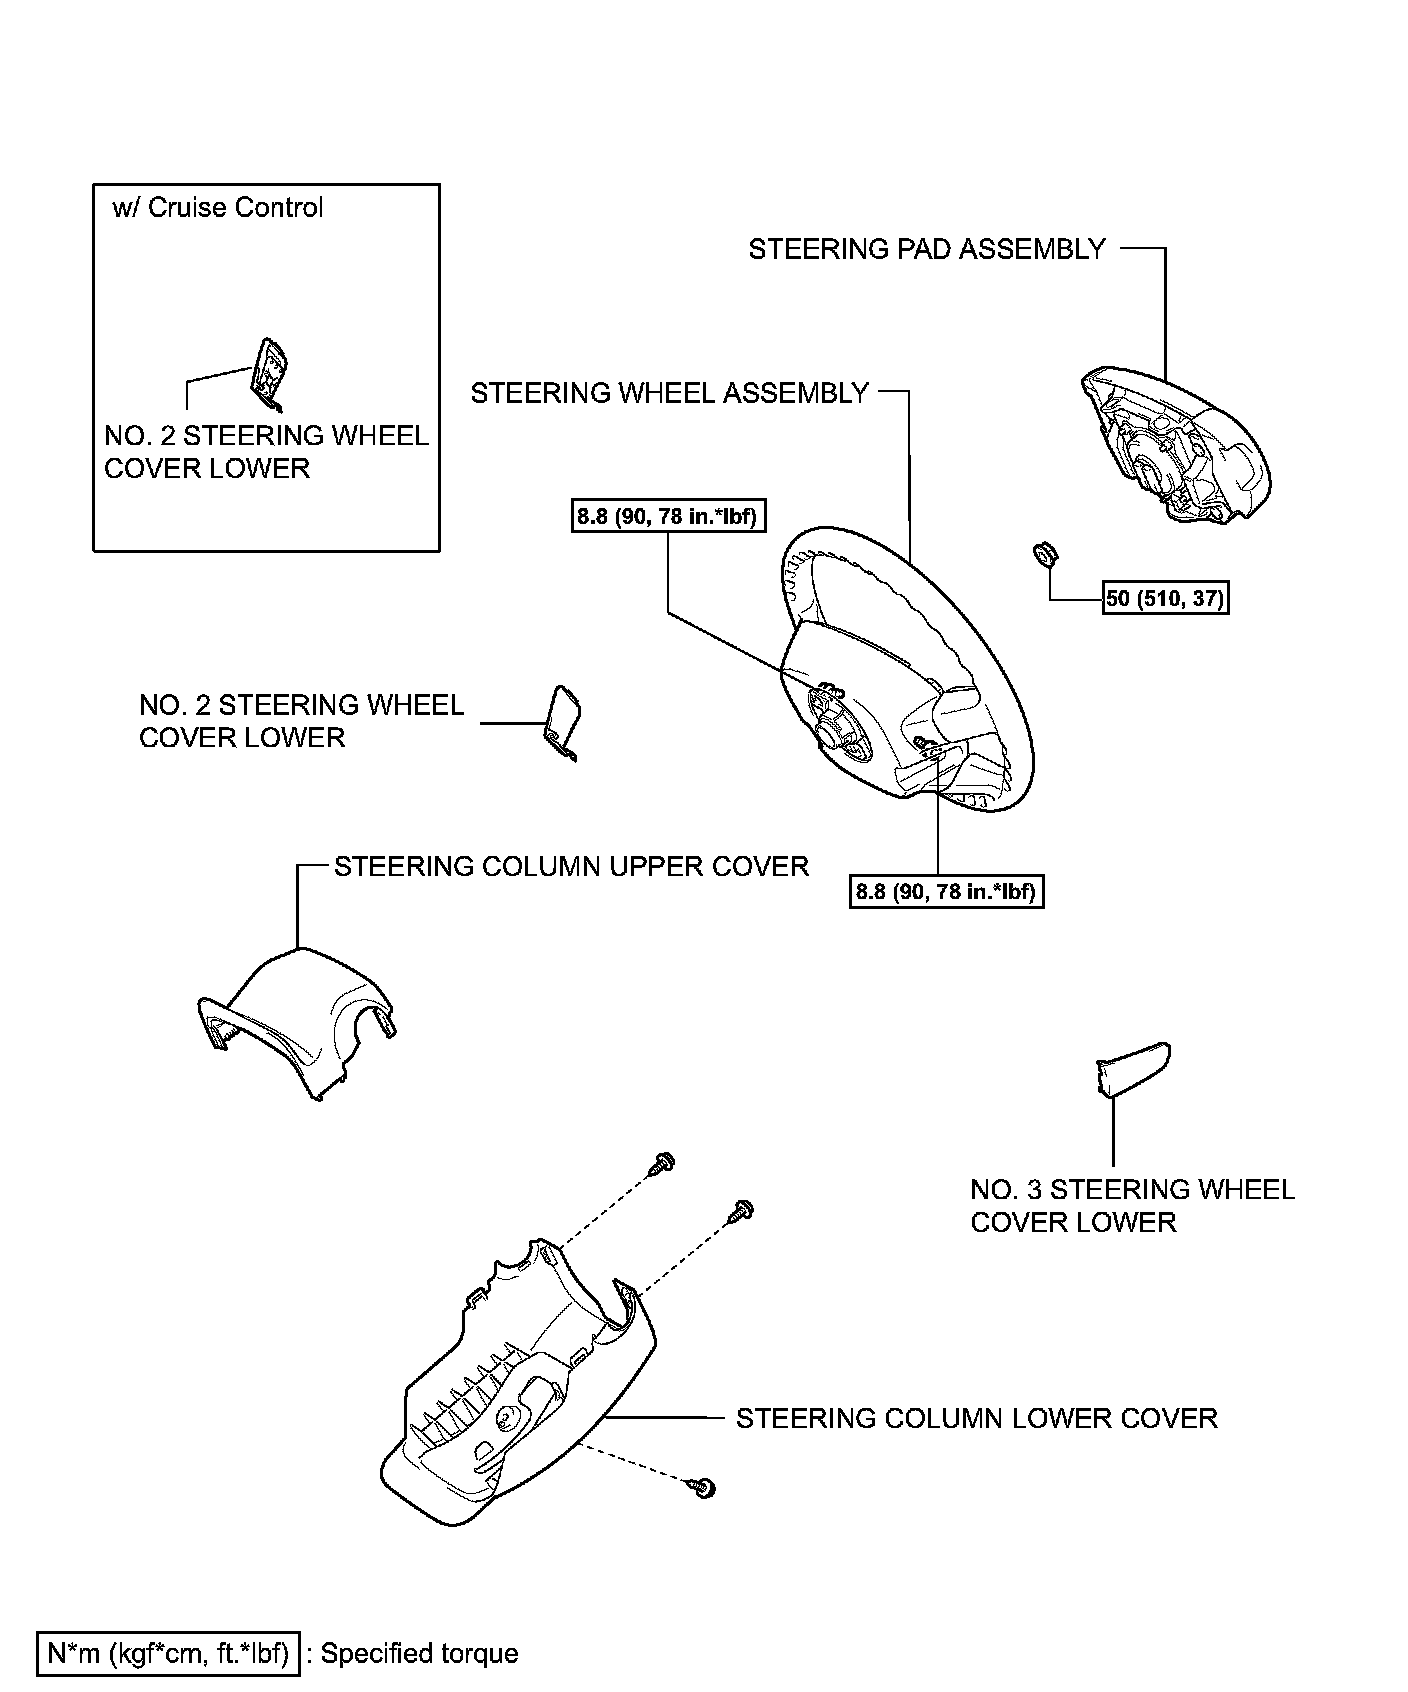 w/ Cruise Control
NO. 2 STEERING WHEEL
COVER LOWER
STEERING PAD ASSEMBLY
STEERING WHEEL ASSEMBLY
8.8 (90, 78 in.*lbf)
50 (510, 37)
NO. 2 STEERING WHEEL
COVER LOWER
STEERING COLUMN UPPER COVER
8.8 (90, 78 in.*lbf)
NO. 3 STEERING WHEEL
COVER LOWER
STEERING COLUMN LOWER COVER
N*m (kgf*cm, ft.*lbf) : Specified torque